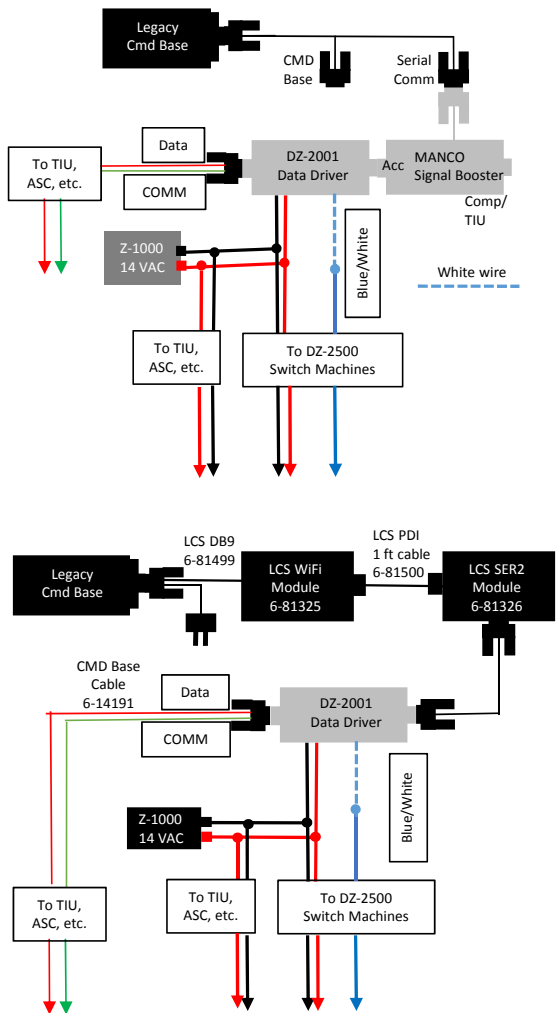 Legacy
Cmd Base
CMD
Base
Serial
Comm
Data
COMM
To TIU,
ASC, etc.
DZ-2001
Data Driver
Acc
MANCO
Signal Booster
Comp/
TIU
Z-1000
14 VAC
Blue/White
White wire
To TIU,
ASC, etc.
To DZ-2500
Switch Machines
LCS DB9
6-81499
LCS PDI
1 ft cable
6-81500
Legacy
Cmd Base
LCS WiFi
Module
6-81325
LCS SER2
Module
6-81326
CMD Base
Cable
6-14191
Data
COMM
DZ-2001
Data Driver
Blue/White
Z-1000
14 VAC
To TIU,
ASC, etc.
To TIU,
ASC, etc.
To DZ-2500
Switch Machines